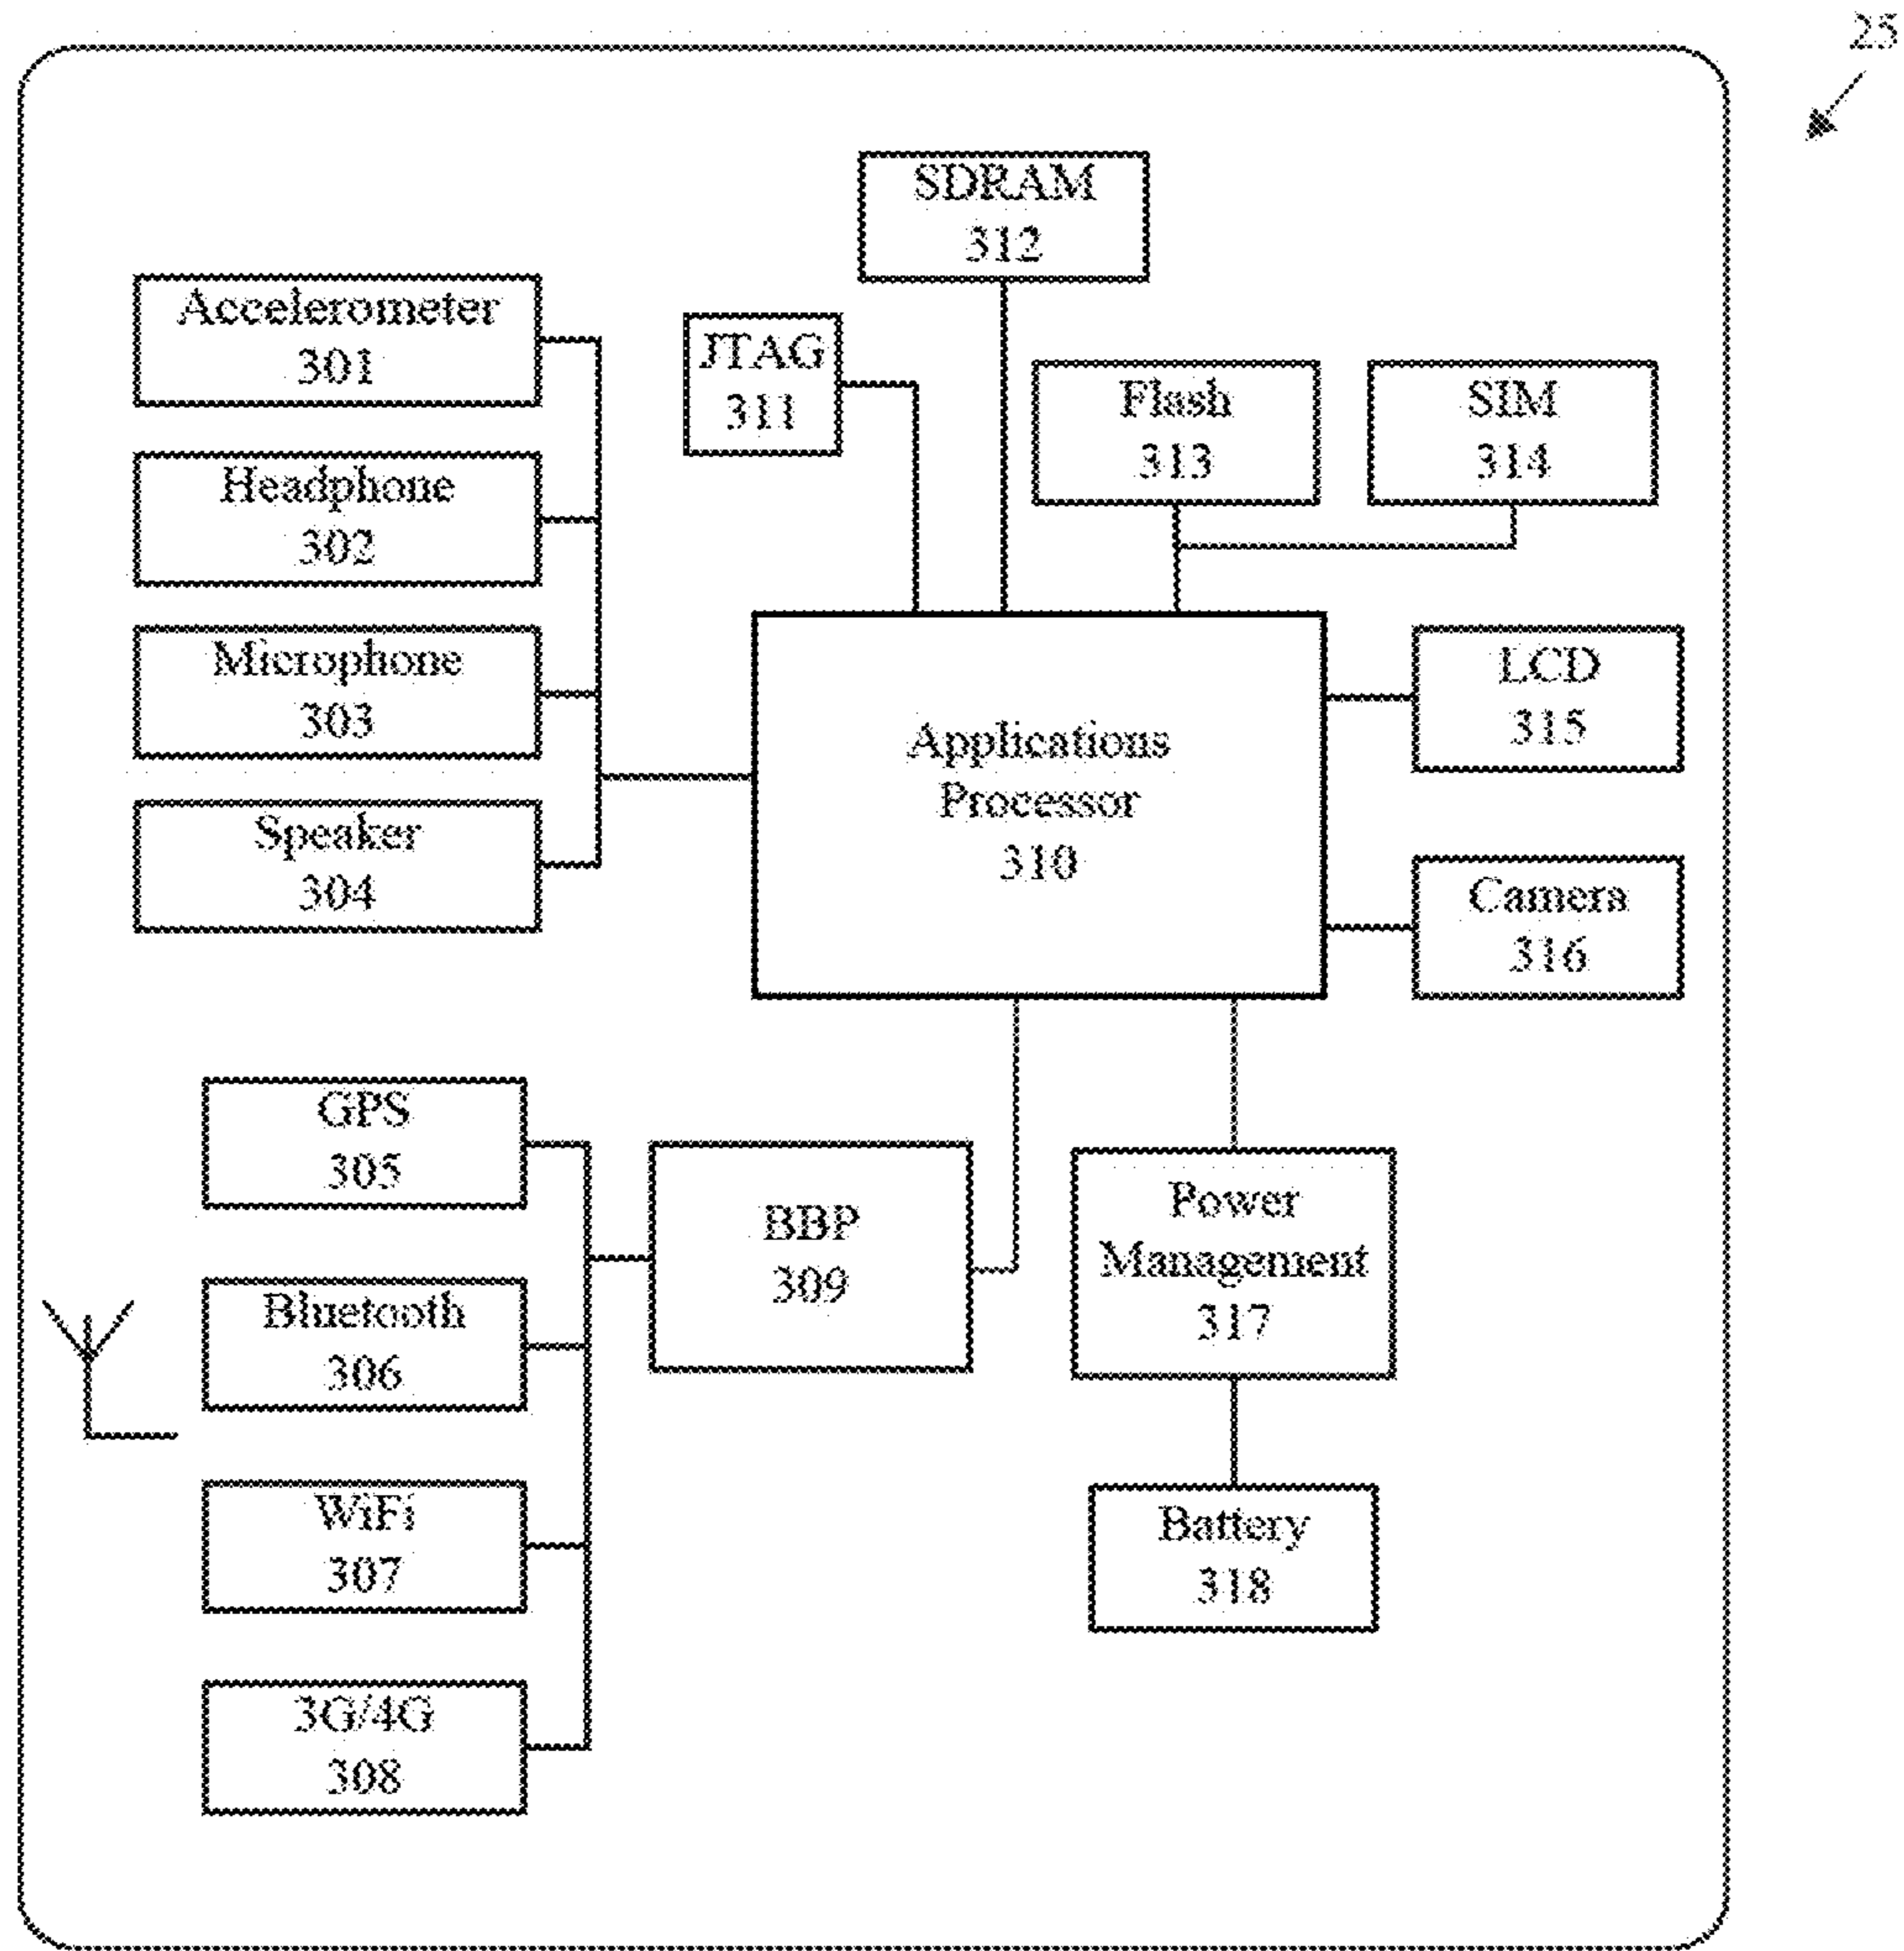 25
SDRAM
312
Accelerometer
301
JTAG
311
Flash
313
SIM
314
Headphone
302
Microphone
303
LCD
315
Applications
Processor
310
Speaker
304
Camera
316
GPS
305
BBP
309
Power
Management
317
Bluetooth
306
WiFi
307
Battery
318
3G/4G
308